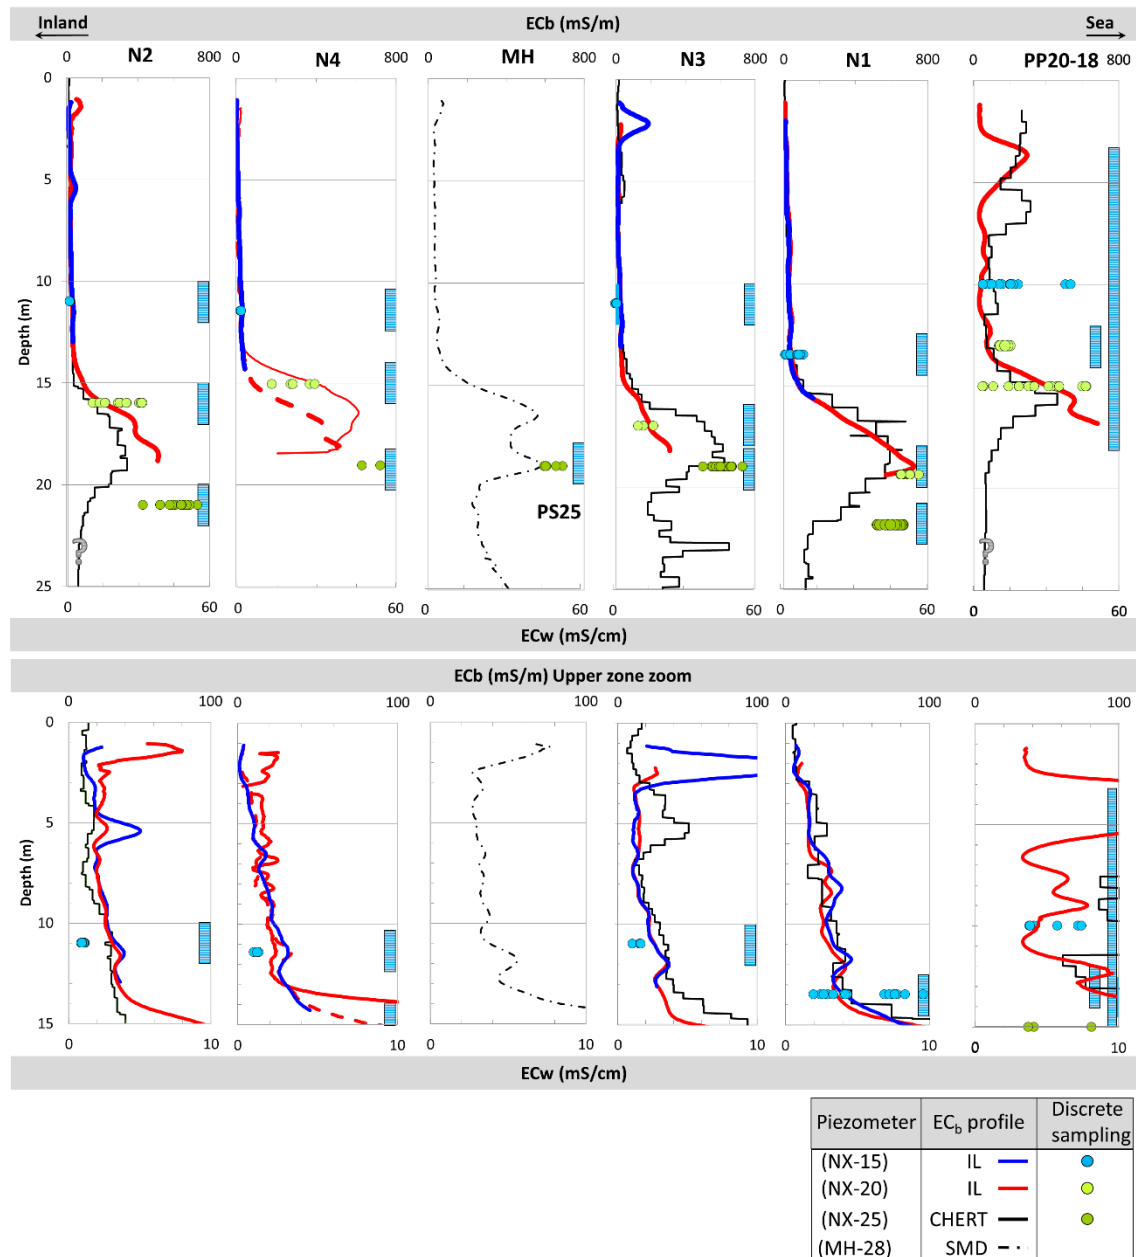 Inland ECb (mS/m) Sea
0 N2 800 0 N4 800 0 MH 800 0 N3 800 0 N1 800 0 PP20-18 800
0
5
10
Depth (m)
15
20
PS25
?
?
25
0 60 0 60 0 60 0 60
ECw (mS/cm)
ECb (mS/m) Upper zone zoom
0 100 0 100 0 100 0 100 0 100 0 100
0
5
Depth (m)
10
15
0 10 0 10 0 10 0 10 0 10 0 10
ECw (mS/cm)
Piezometer ECb profile Discrete sampling
(NX-15) IL
(NX-20) IL
(NX-25) CHERT
(MH-28) SMD